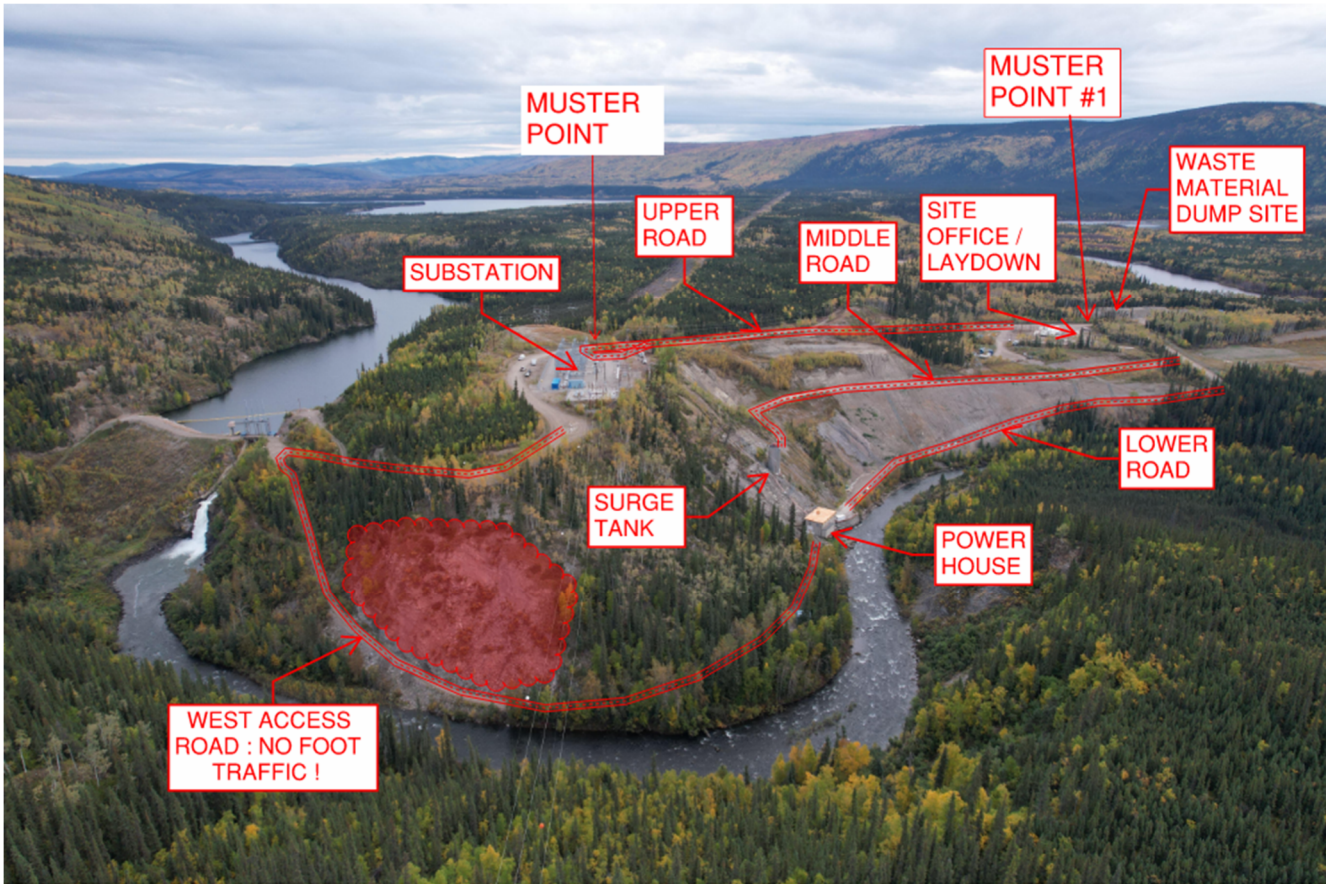 MUSTER
POINT #1
MUSTER
POINT
WASTE
MATERIAL
DUMP SITE
UPPER
ROAD
SITE
OFFICE /
LAYDOWN
MIDDLE
ROAD
SUBSTATION
LOWER
ROAD
SURGE
TANK
POWER
HOUSE
WEST ACCESS
ROAD : NO FOOT
TRAFFIC !